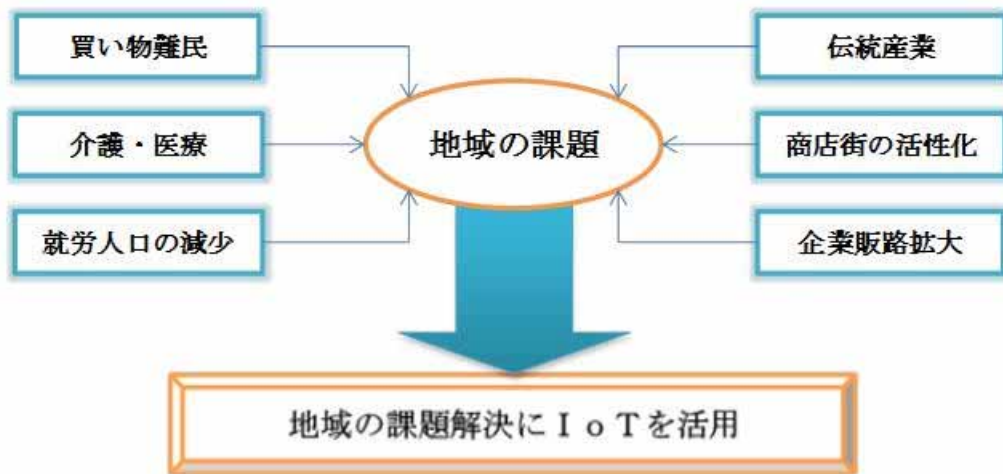 買い物難民
介護・医療
就労人口の減少
地域の課題
伝統産業
商店街の活性化
企業販路拡大
地域の課題解決にＩｏＴを活用